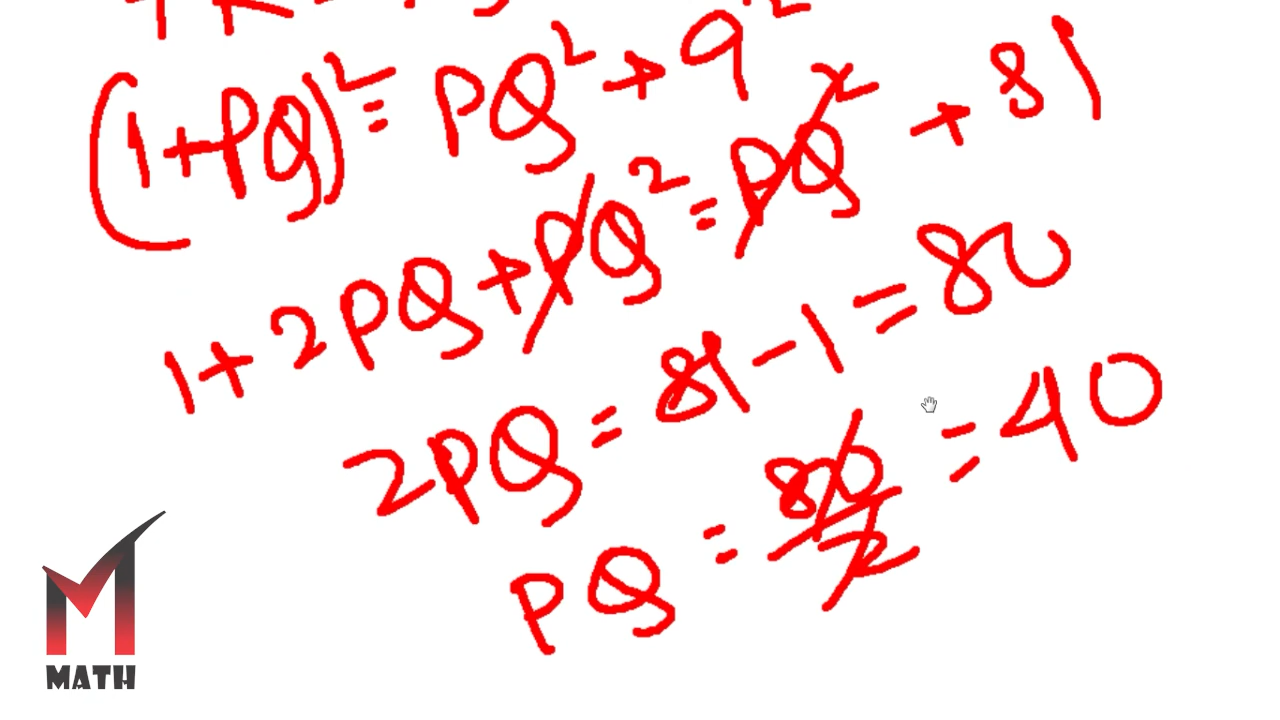 (1+PQ)² = PQ² + 9²
1+2PQ+PQ² = PQ² + 81
2PQ = 81-1 = 80
PQ = 80/2 = 40
MATH